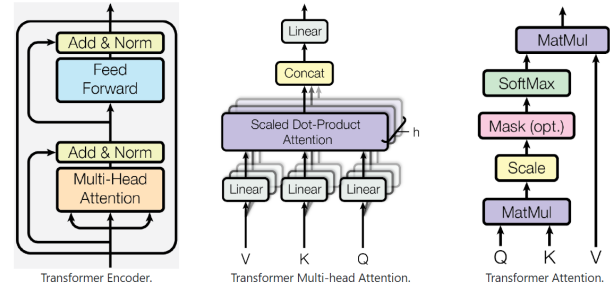 Add & Norm
Feed
Forward
Add & Norm
Multi-Head
Attention
Transformer Encoder.
Linear
Concat
Scaled Dot-Product
Attention
h
Linear
Linear
Linear
V
K
Q
Transformer Multi-head Attention.
MatMul
SoftMax
Mask (opt.)
Scale
MatMul
Q
K
V
Transformer Attention.